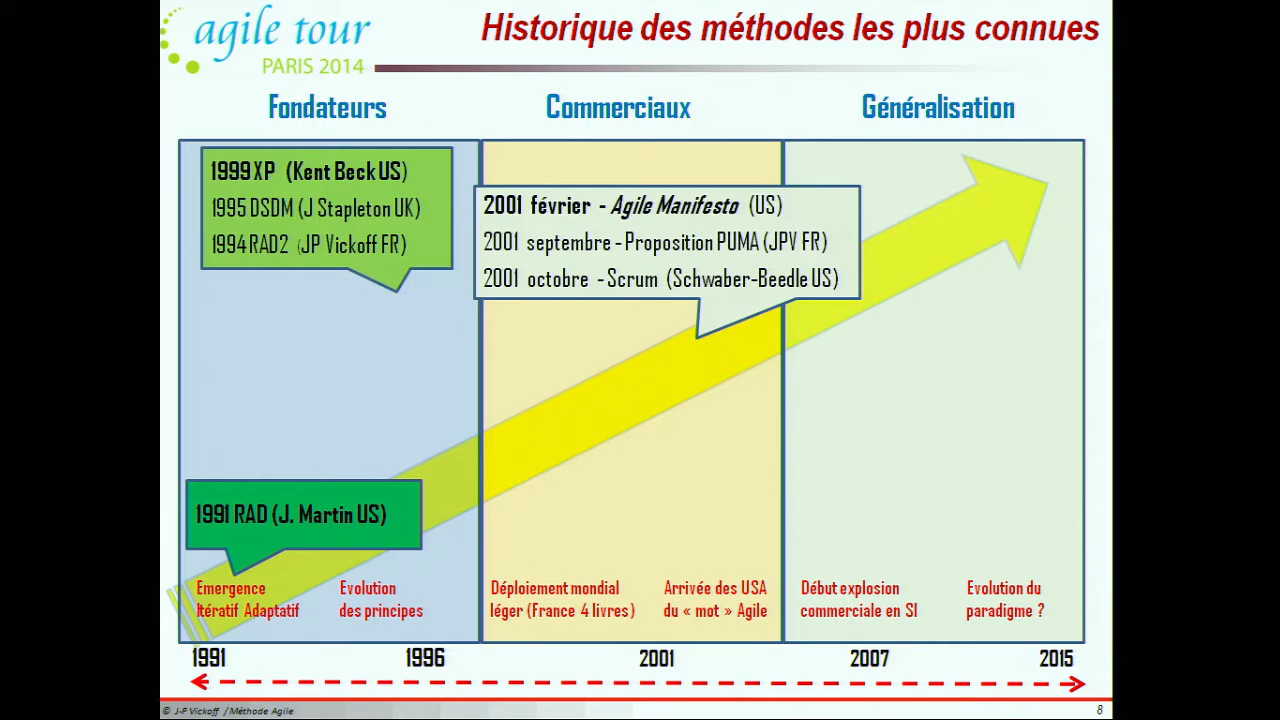 agile tour
PARIS 2014
Historique des méthodes les plus connues
Fondateurs
Commerciaux
Généralisation
1999 XP (Kent Beck US)
1995 DSDM (J Stapleton UK)
1994 RAD2 (JP Vickoff FR)
2001 février - Agile Manifesto (US)
2001 septembre - Proposition PUMA (JPV FR)
2001 octobre - Scrum (Schwaber-Beedle US)
1991 RAD (J. Martin US)
Emergence
Itératif Adaptatif
Evolution
des principes
Déploiement mondial
léger (France 4 livres)
Arrivée des USA
du « mot » Agile
Début explosion
commerciale en SI
Evolution du
paradigme ?
1991
1996
2001
2007
2015
© J-P Vickoff / Méthode Agile
8